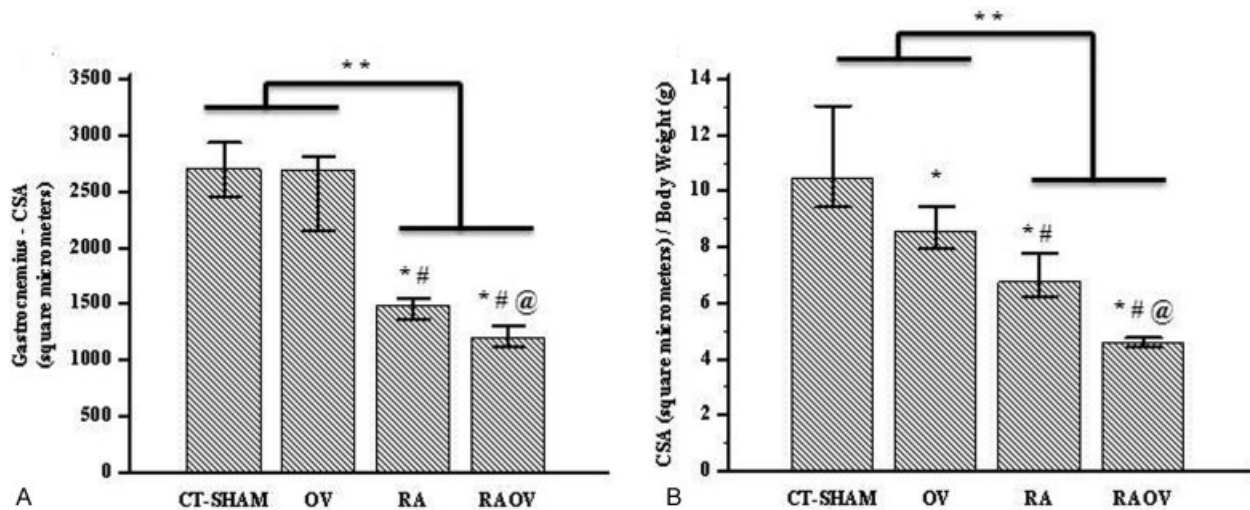 **
3500
3000
2500
2000
1500
1000
500
0
Gastrocnemius - CSA
(square micrometers)
* #
* # @
CT-SHAM OV RA RAOV
A
**
14
12
10
8
6
4
2
0
CSA (square micrometers) / Body Weight (g)
*
* #
* # @
CT-SHAM OV RA RAOV
B